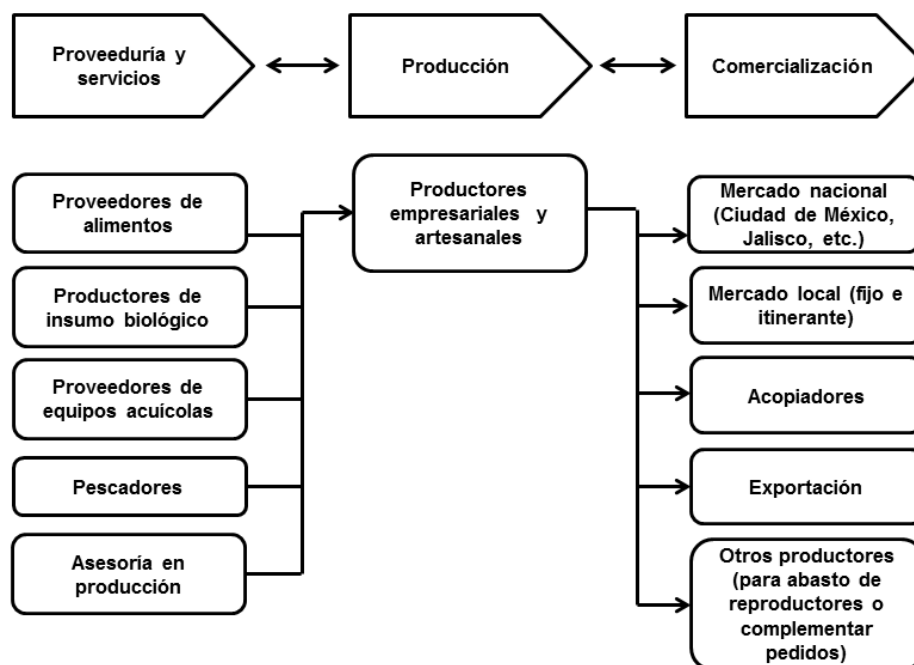 Proveeduría y
servicios
Producción
Comercialización
Proveedores de
alimentos
Productores de
insumo biológico
Proveedores de
equipos acuícolas
Pescadores
Asesoría en
producción
Productores
empresariales y
artesanales
Mercado nacional
(Ciudad de México,
Jalisco, etc.)
Mercado local (fijo e
itinerante)
Acopiadores
Exportación
Otros productores
(para abasto de
reproductores o
complementar
pedidos)